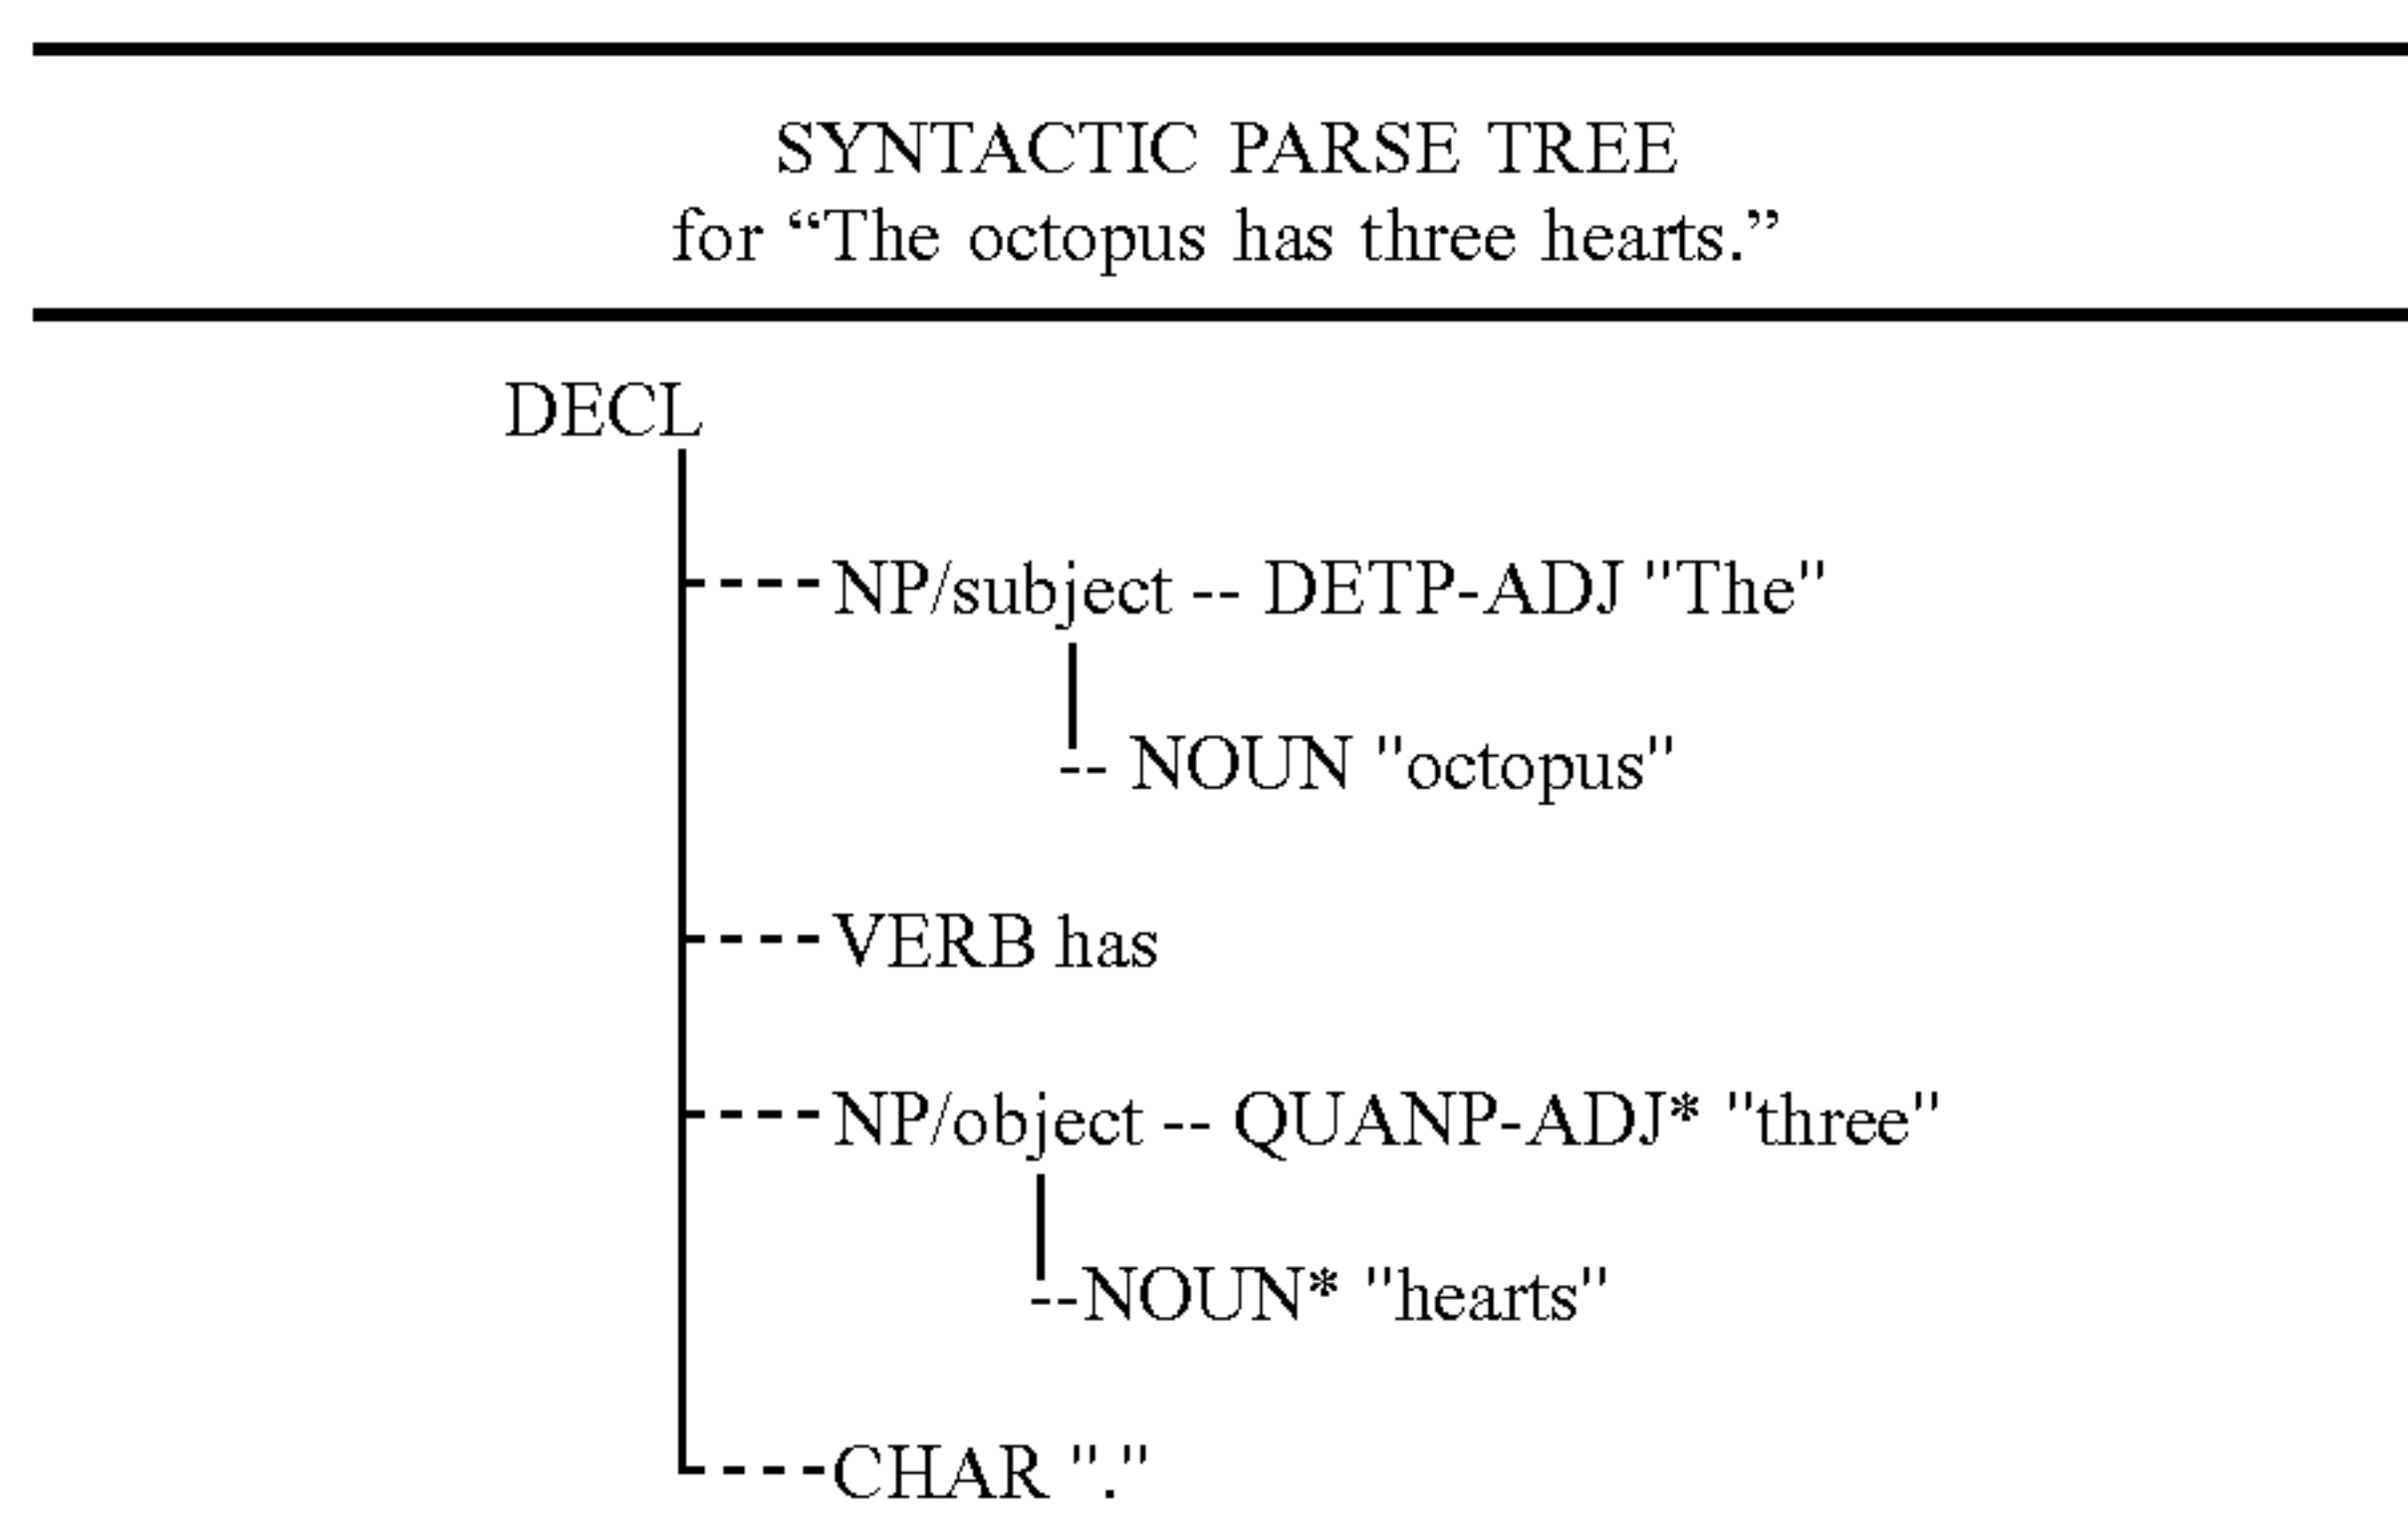 SYNTACTIC PARSE TREE
for “The octopus has three hearts.”
DECL
NP/subject -- DETP-ADJ "The"
-- NOUN "octopus"
VERB has
NP/object -- QUANP-ADJ* "three"
--NOUN* "hearts"
CHAR "."